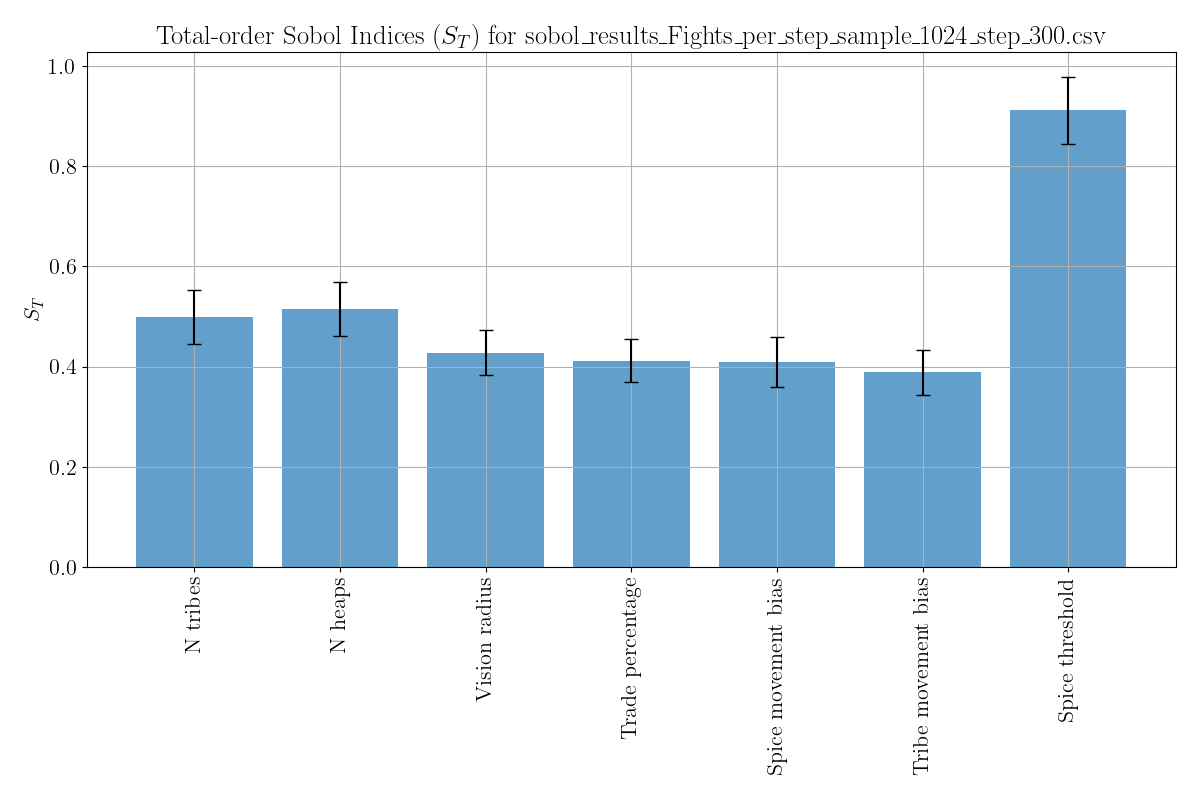 Total-order Sobol Indices (S_T) for sobol_results_Fights_per_step_sample_1024_step_300.csv
1.0
0.8
0.6
0.4
0.2
0.0
S_T
N tribes
N heaps
Vision radius
Trade percentage
Spice movement bias
Tribe movement bias
Spice threshold